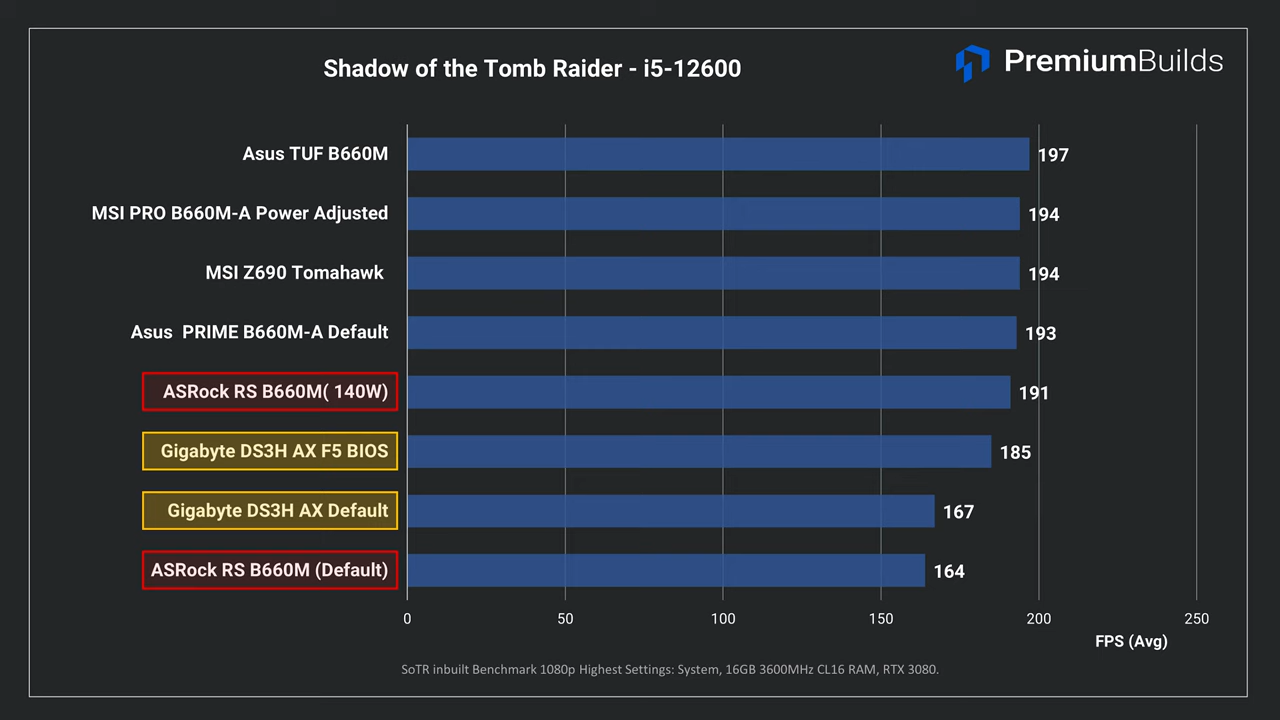 Shadow of the Tomb Raider - i5-12600
PremiumBuilds
Asus TUF B660M 197
MSI PRO B660M-A Power Adjusted 194
MSI Z690 Tomahawk 194
Asus  PRIME B660M-A Default 193
ASRock RS B660M( 140W) 191
Gigabyte DS3H AX F5 BIOS 185
Gigabyte DS3H AX Default 167
ASRock RS B660M (Default) 164
0 50 100 150 200 250
FPS (Avg)
SoTR inbuilt Benchmark 1080p Highest Settings: System, 16GB 3600MHz CL16 RAM, RTX 3080.